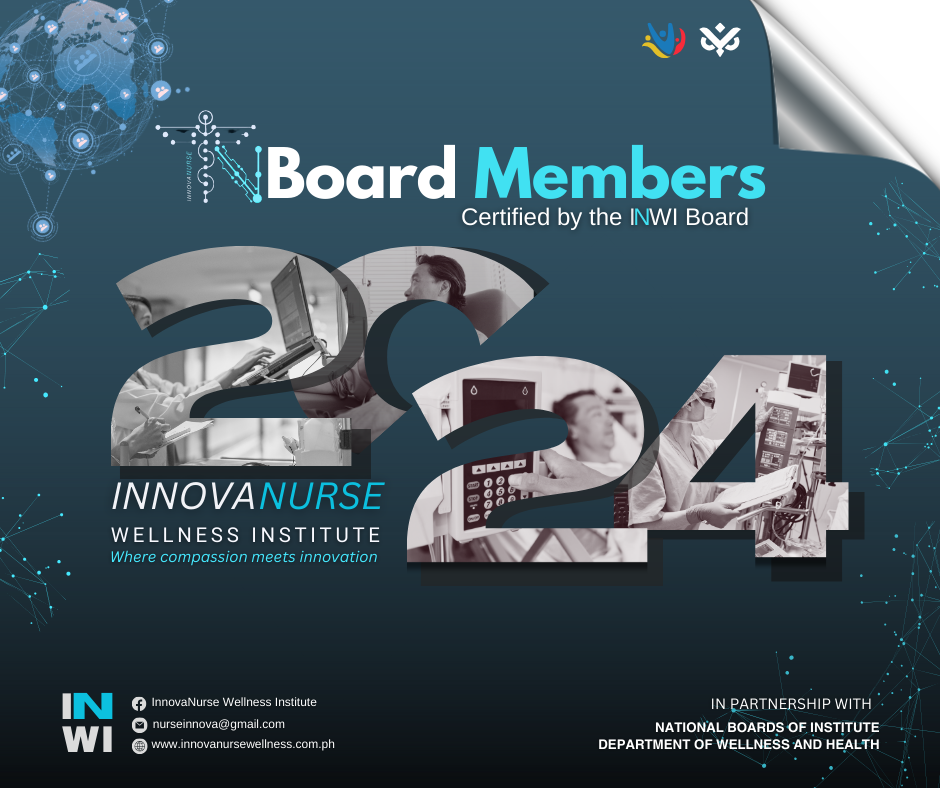 INNOVANURSE
IN Board Members
Certified by the INWI Board
2024
INNOVANURSE
WELLNESS INSTITUTE
Where compassion meets innovation
IN
WI
InnovaNurse Wellness Institute
nurseinnova@gmail.com
www.innovanursewellness.com.ph
IN PARTNERSHIP WITH
NATIONAL BOARDS OF INSTITUTE
DEPARTMENT OF WELLNESS AND HEALTH